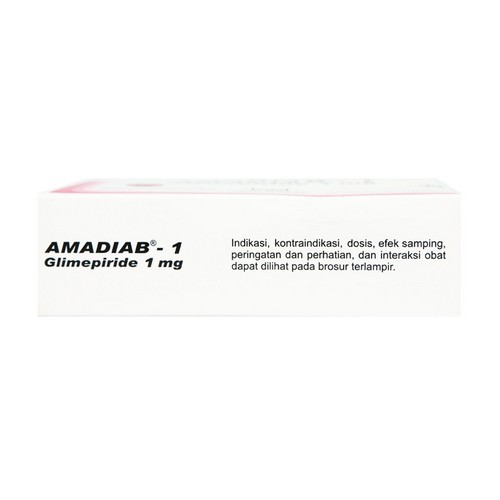 AMADIAB®- 1
Glimepiride 1 mg
Indikasi, kontraindikasi, dosis, efek samping,
peringatan dan perhatian, dan interaksi obat
dapat dilihat pada brosur terlampir.